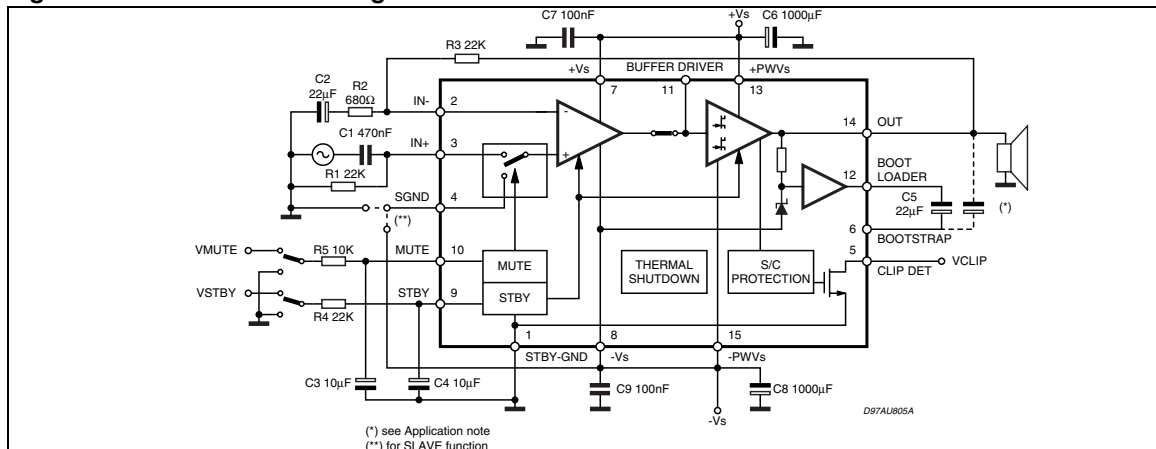 C7 100nF
+Vs
C6 1000µF
R3 22K
+Vs
BUFFER DRIVER
+PWVs
7
11
13
C2
22µF
R2
680Ω
IN-
2
-
14
OUT
C1 470nF
IN+
3
+
BOOT
LOADER
12
R1 22K
SGND
4
C5
22µF
(*)
(**)
6
BOOTSTRAP
VMUTE
R5 10K
MUTE
10
MUTE
THERMAL
SHUTDOWN
S/C
PROTECTION
5
VCLIP
CLIP DET
VSTBY
R4 22K
STBY
9
STBY
1
8
15
STBY-GND
-Vs
-PWVs
C3 10µF
C4 10µF
C9 100nF
C8 1000µF
-Vs
D97AU805A
(*) see Application note
(**) for SLAVE function